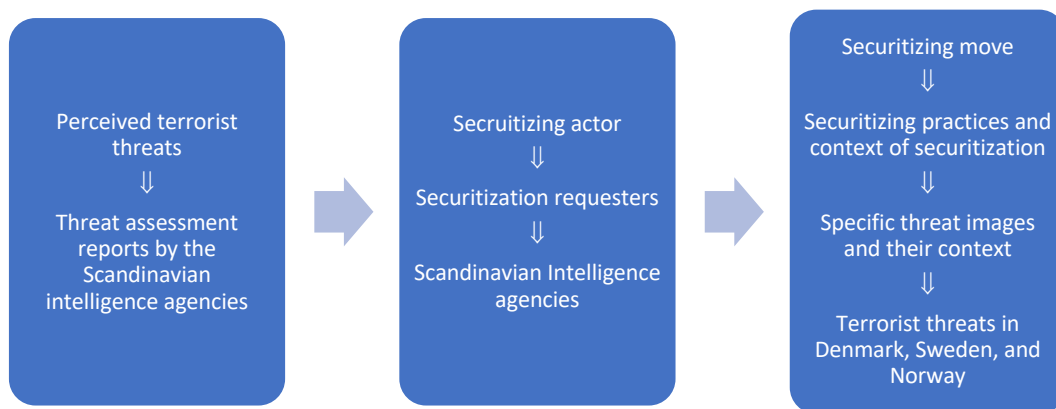 Perceived terrorist
threats
⇓
Threat assessment
reports by the
Scandinavian
intelligence agencies
Secruitizing actor
⇓
Securitization requesters
⇓
Scandinavian Intelligence
agencies
Securitizing move
⇓
Securitizing practices and
context of securitization
⇓
Specific threat images
and their context
⇓
Terrorist threats in
Denmark, Sweden, and
Norway